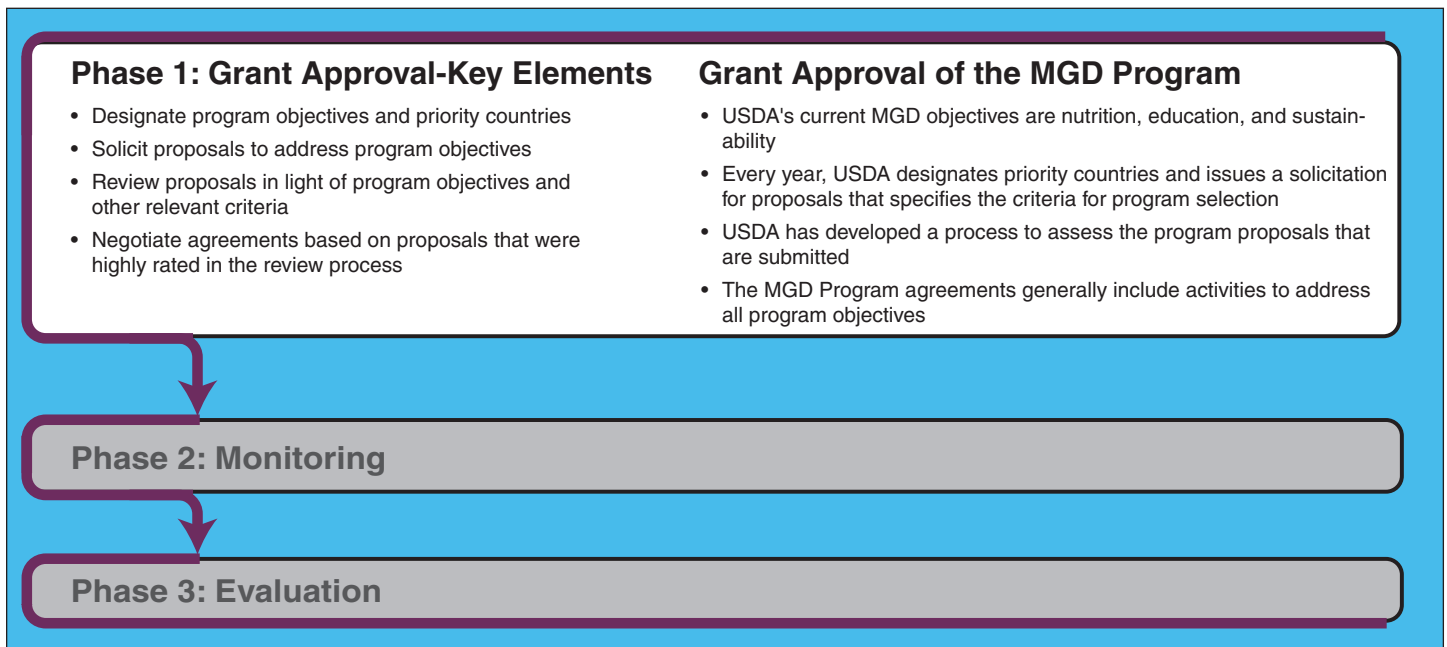 Phase 1: Grant Approval-Key Elements
• Designate program objectives and priority countries
• Solicit proposals to address program objectives
• Review proposals in light of program objectives and
other relevant criteria
• Negotiate agreements based on proposals that were
highly rated in the review process
Grant Approval of the MGD Program
• USDA's current MGD objectives are nutrition, education, and sustain-
ability
• Every year, USDA designates priority countries and issues a solicitation
for proposals that specifies the criteria for program selection
• USDA has developed a process to assess the program proposals that
are submitted
• The MGD Program agreements generally include activities to address
all program objectives
Phase 2: Monitoring
Phase 3: Evaluation